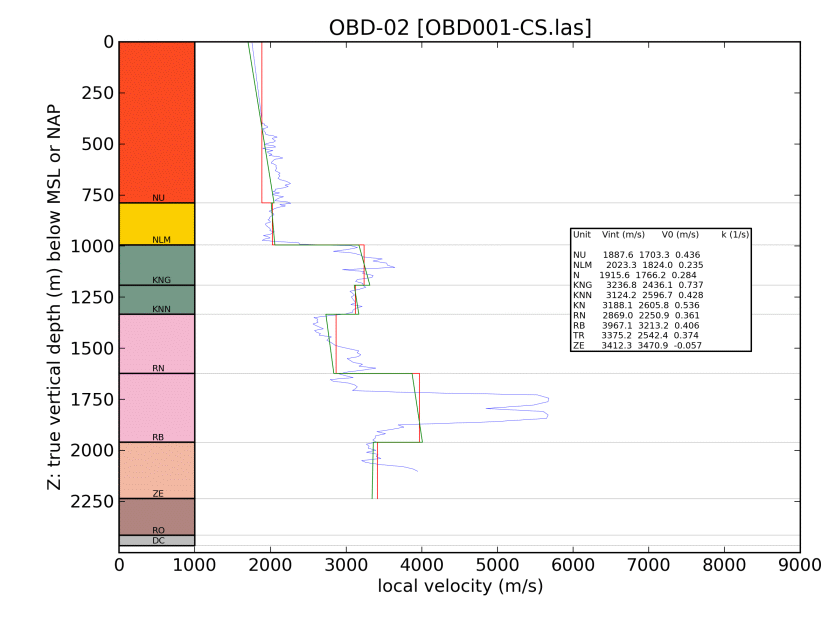 OBD-02 [OBD001-CS.las]
Z: true vertical depth (m) below MSL or NAP
0
250
500
750
1000
1250
1500
1750
2000
2250
NU
NLM
KNG
KNN
RN
RB
ZE
RO
DC
Unit Vint (m/s) V0 (m/s) k (1/s)
NU 1887.6 1703.3 0.436
NLM 2023.3 1824.0 0.235
N 1915.6 1766.2 0.284
KNG 3236.8 2436.1 0.737
KNN 3124.2 2596.7 0.428
KN 3188.1 2605.8 0.536
RN 2869.0 2250.9 0.361
RB 3967.1 3213.2 0.406
TR 3375.2 2542.4 0.374
ZE 3412.3 3470.9 -0.057
0 1000 2000 3000 4000 5000 6000 7000 8000 9000
local velocity (m/s)